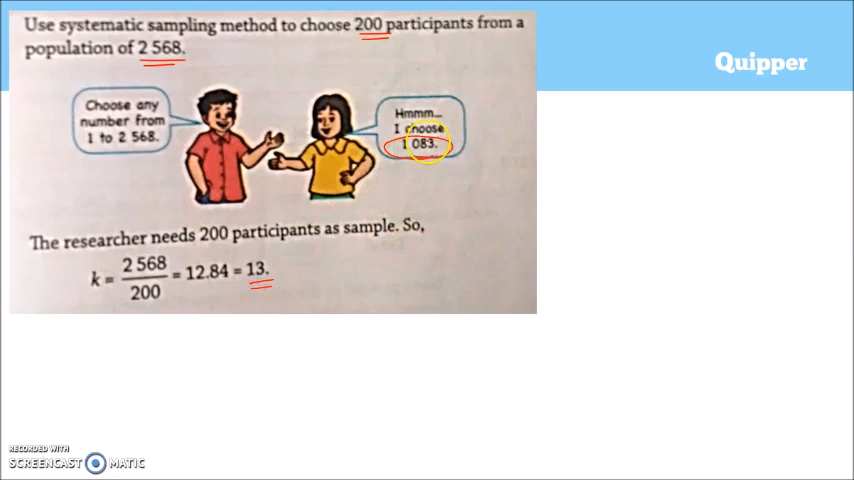 Use systematic sampling method to choose 200 participants from a
population of 2 568.
Quipper
Choose any
number from
1 to 2 568.
Hmmm...
I choose
1 083.
The researcher needs 200 participants as sample. So,
k = 2 568 / 200 = 12.84 = 13.
RECORDED WITH
SCREENCAST MATIC